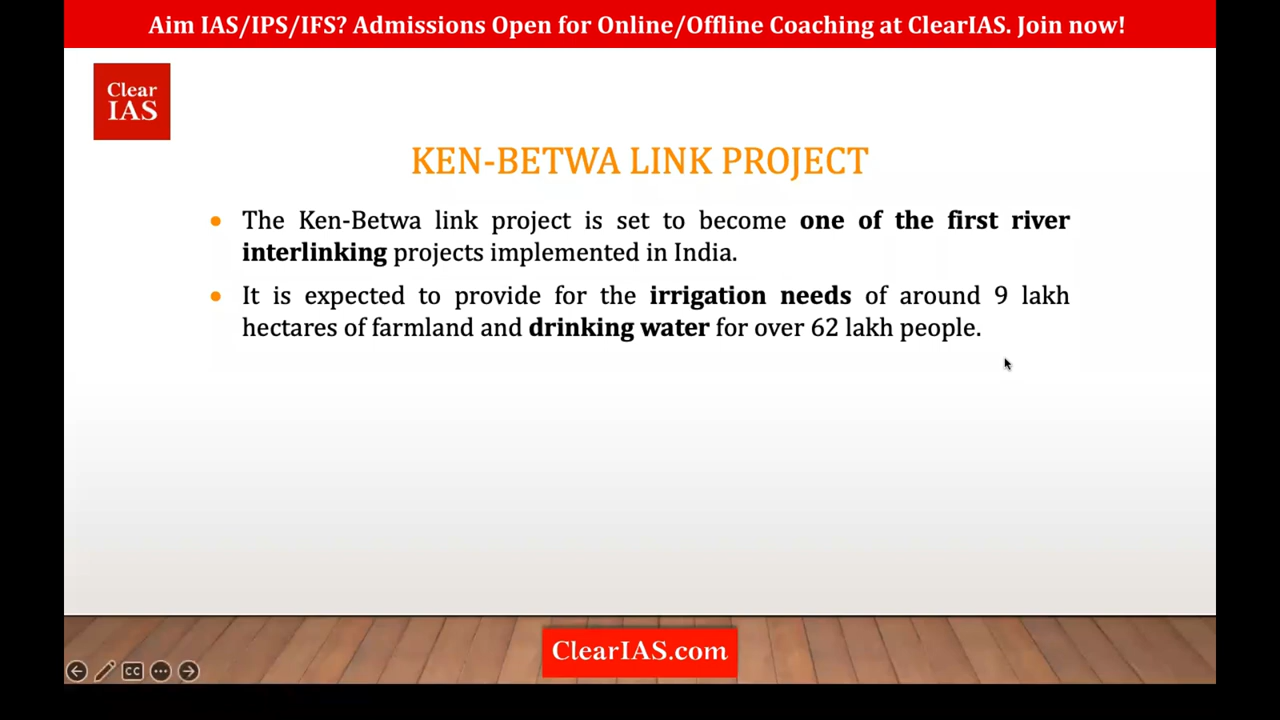 Aim IAS/IPS/IFS? Admissions Open for Online/Offline Coaching at ClearIAS. Join now!
Clear
IAS
KEN-BETWA LINK PROJECT
• The Ken-Betwa link project is set to become one of the first river
interlinking projects implemented in India.
• It is expected to provide for the irrigation needs of around 9 lakh
hectares of farmland and drinking water for over 62 lakh people.
ClearIAS.com
CC